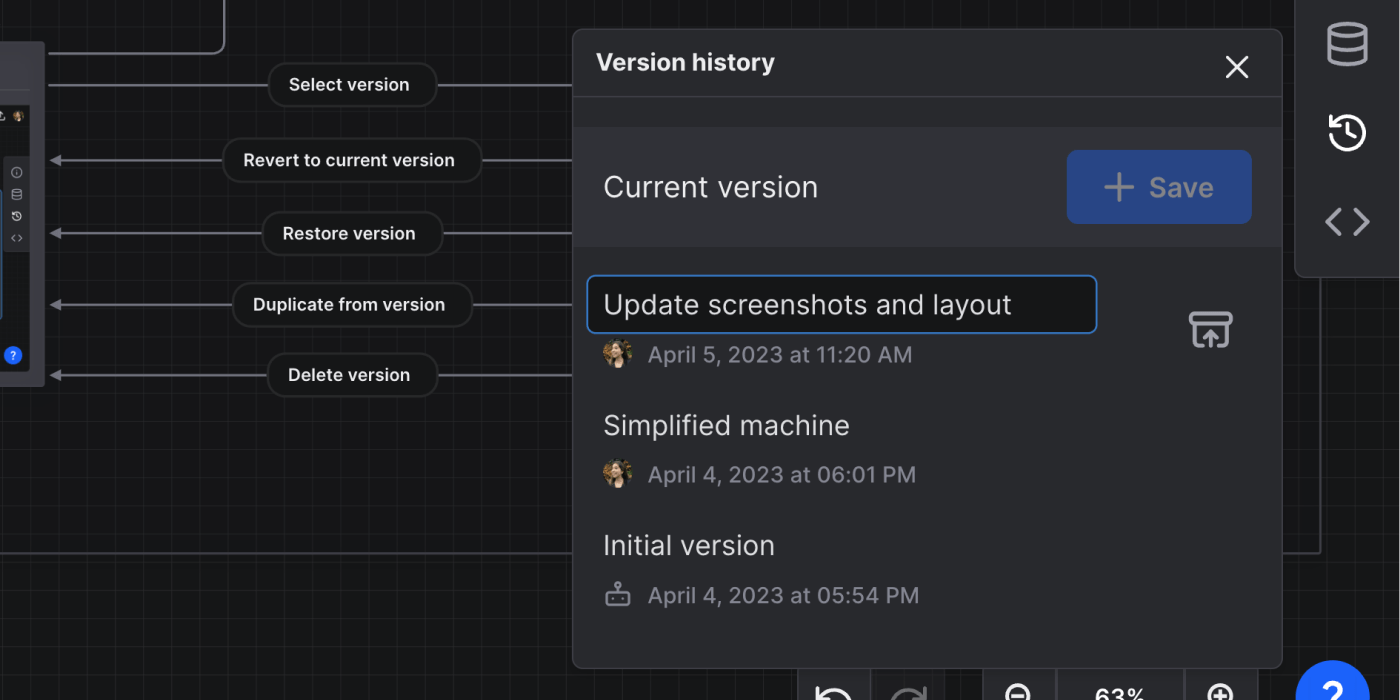 Version history
Select version
Revert to current version
Current version
Save
Restore version
Duplicate from version
Update screenshots and layout
April 5, 2023 at 11:20 AM
Delete version
Simplified machine
April 4, 2023 at 06:01 PM
Initial version
April 4, 2023 at 05:54 PM
63%
?
?